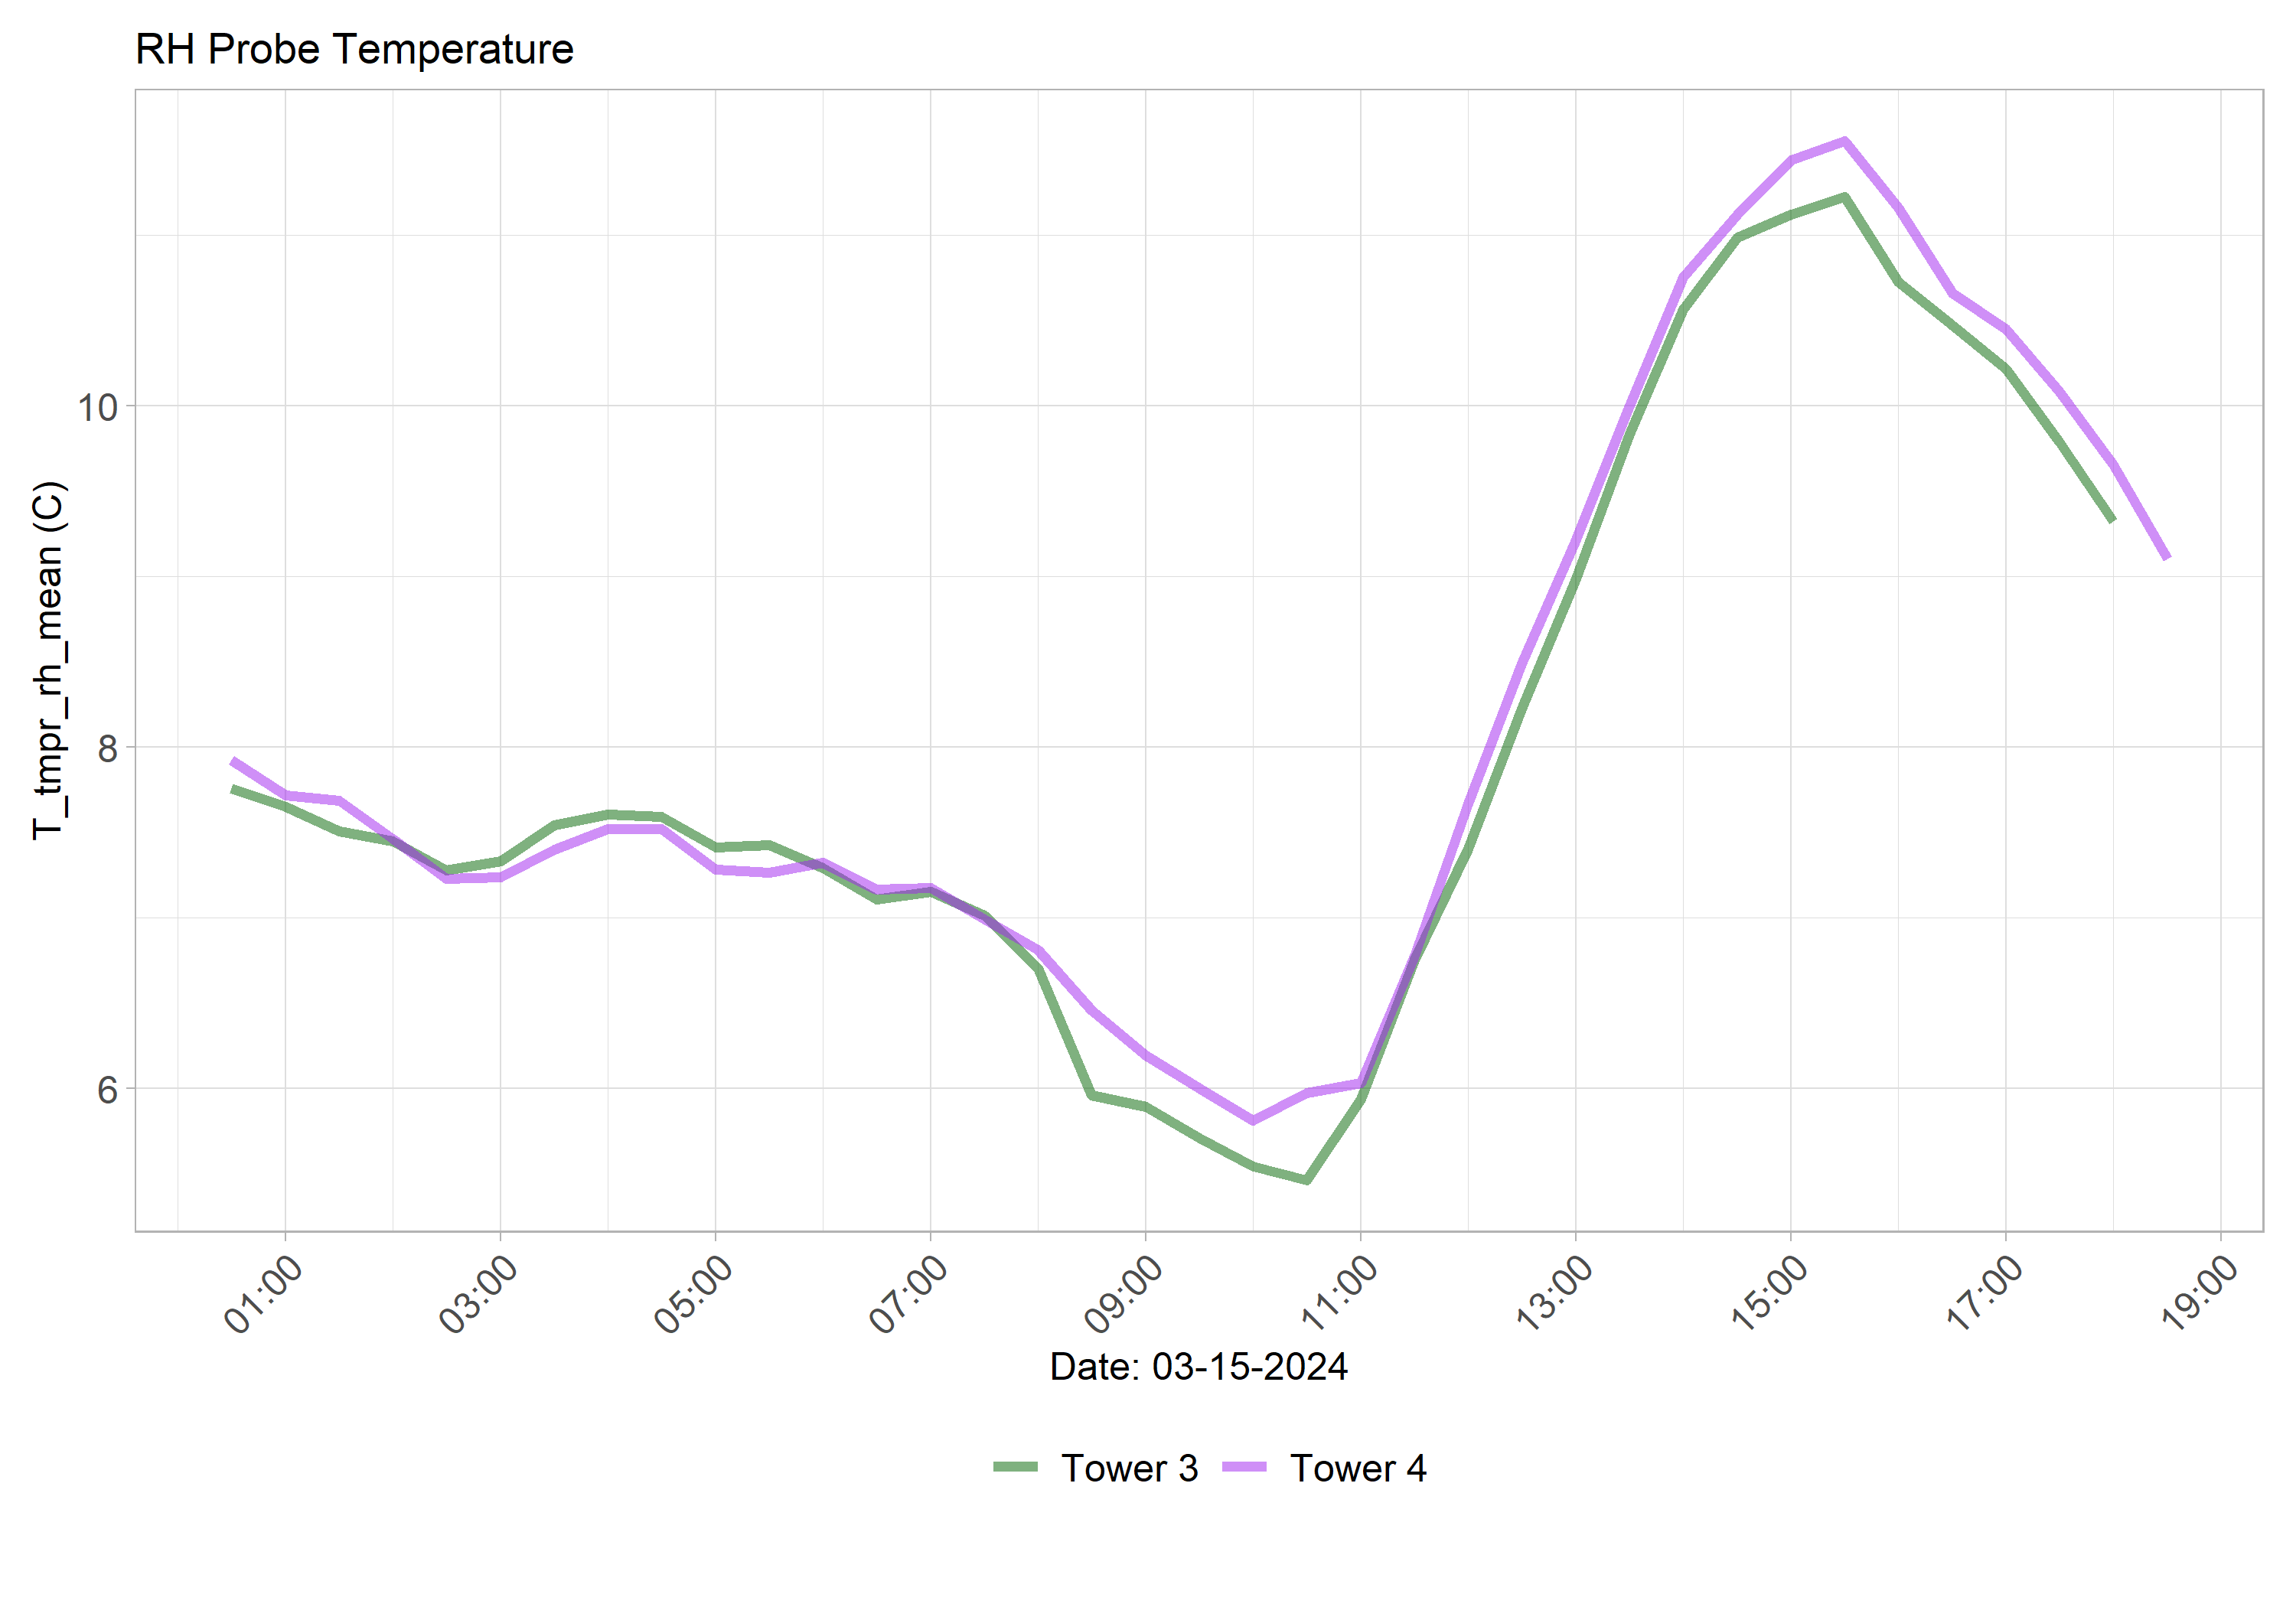 RH Probe Temperature
T_tmpr_rh_mean (C)
10
8
6
01:00 03:00 05:00 07:00 09:00 11:00 13:00 15:00 17:00 19:00
Date: 03-15-2024
Tower 3 Tower 4